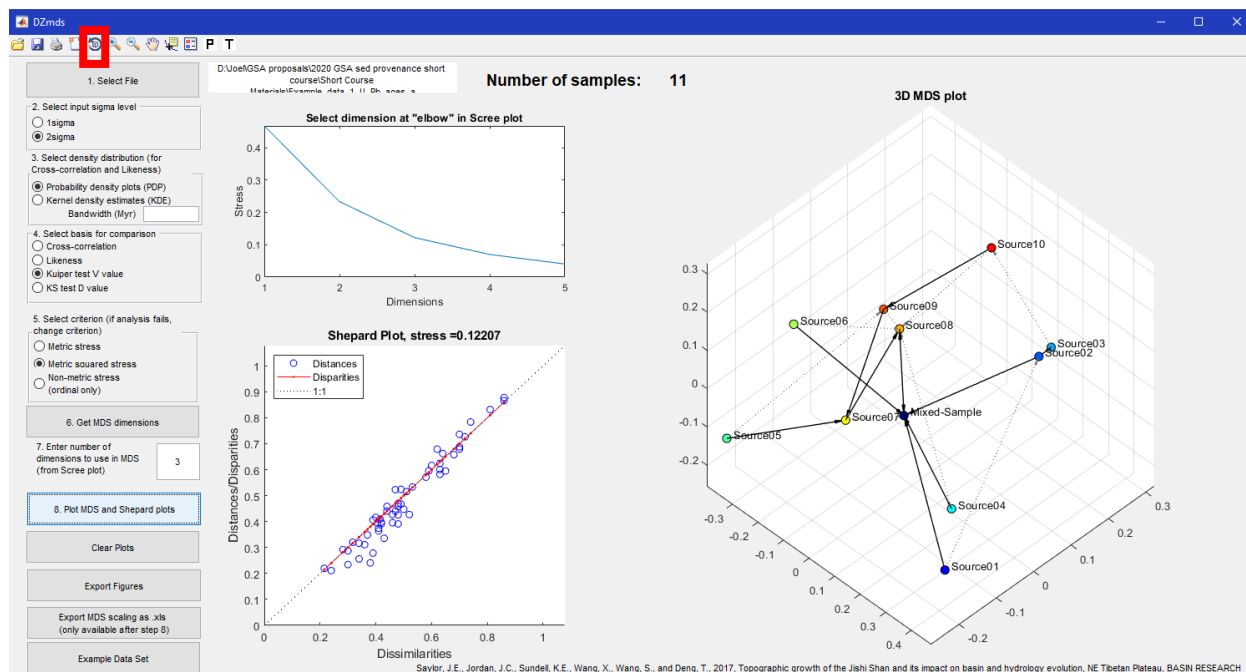 DZmds
P T
1. Select File
D:\Joel\GSA proposals\2020 GSA sed provenance short
course\Short Course
Materials\Example_data_1_U_Pb_ages_a
Number of samples: 11
2. Select input sigma level
1sigma
2sigma
3. Select density distribution (for
Cross-correlation and Likeness)
Probability density plots (PDP)
Kernel density estimates (KDE)
Bandwidth (Myr)
4. Select basis for comparison
Cross-correlation
Likeness
Kuiper test V value
KS test D value
5. Select criterion (if analysis fails,
change criterion)
Metric stress
Metric squared stress
Non-metric stress
(ordinal only)
6. Get MDS dimensions
7. Enter number of
dimensions to use in MDS
(from Scree plot)
3
8. Plot MDS and Shepard plots
Clear Plots
Export Figures
Export MDS scaling as .xls
(only available after step 8)
Example Data Set
Select dimension at "elbow" in Scree plot
Stress
0.4
0.3
0.2
0.1
0
1 2 3 4 5
Dimensions
Shepard Plot, stress =0.12207
Distances
Disparities
1:1
Distances/Disparities
1
0.9
0.8
0.7
0.6
0.5
0.4
0.3
0.2
0.1
0
0 0.2 0.4 0.6 0.8 1
Dissimilarities
3D MDS plot
0.3
0.2
0.1
0
-0.1
-0.2
Source10
Source09
Source06
Source08
Source03
Source02
Source07
Mixed-Sample
Source05
Source04
Source01
-0.3
-0.2
-0.1
0
0.1
0.2
0.3
0.4
0.3
0.2
0.1
0
-0.1
-0.2
Saylor, J.E., Jordan, J.C., Sundell, K.E., Wang, X., Wang, S., and Deng, T., 2017, Topographic growth of the Jishi Shan and its impact on basin and hydrology evolution, NE Tibetan Plateau, BASIN RESEARCH